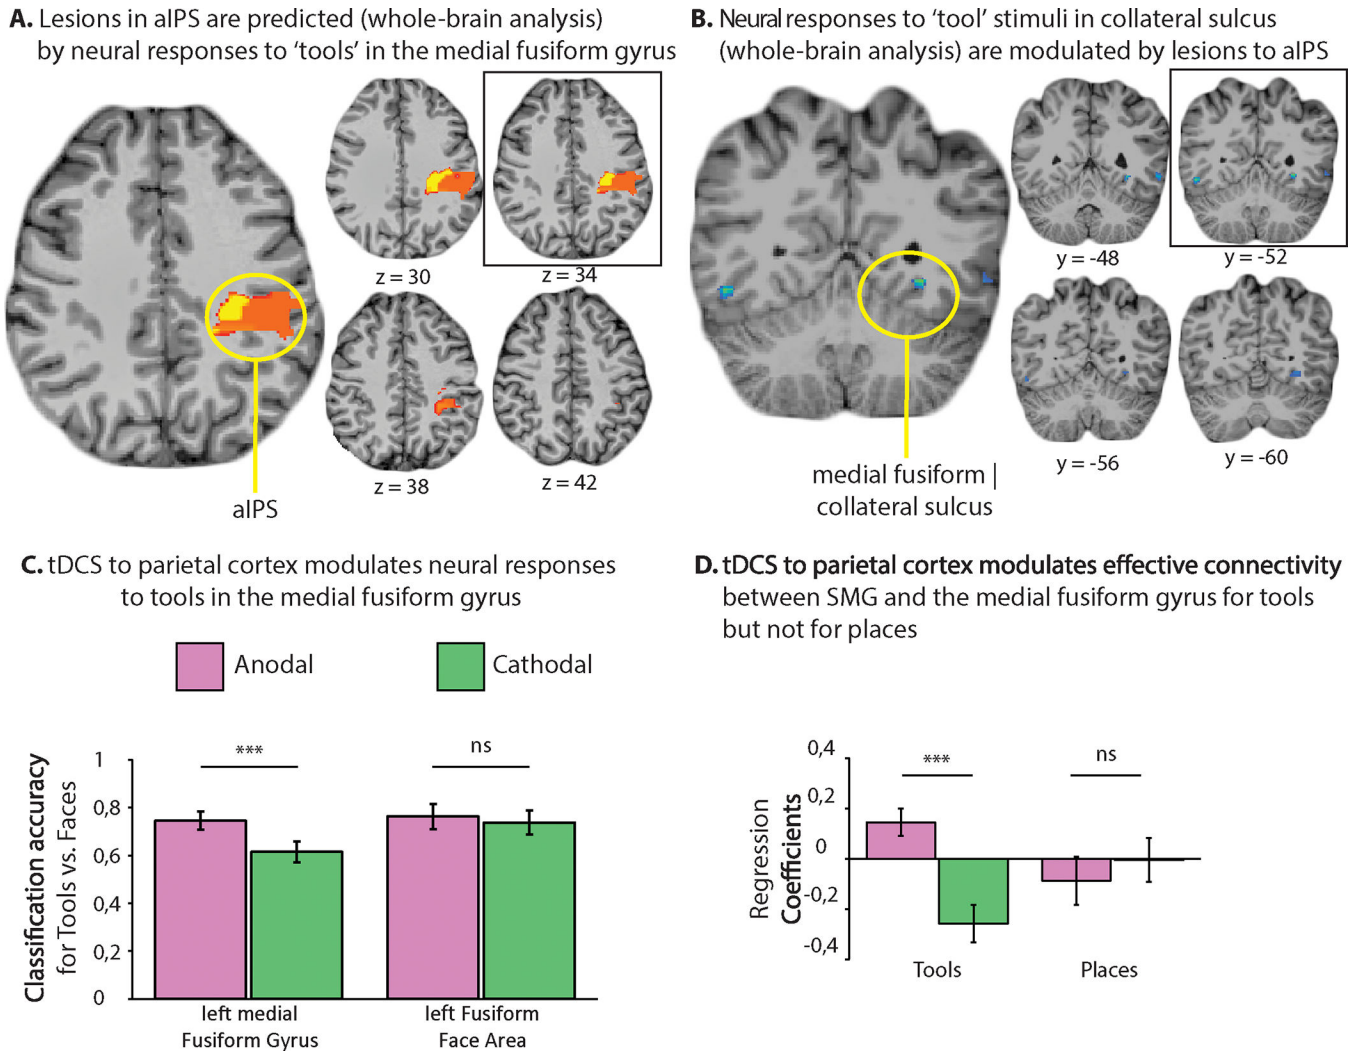 A. Lesions in aIPS are predicted (whole-brain analysis)
by neural responses to ‘tools’ in the medial fusiform gyrus
z = 30
z = 34
z = 38
z = 42
aIPS
B. Neural responses to ‘tool’ stimuli in collateral sulcus
(whole-brain analysis) are modulated by lesions to aIPS
y = -48
y = -52
y = -56
y = -60
medial fusiform |
collateral sulcus
C. tDCS to parietal cortex modulates neural responses
to tools in the medial fusiform gyrus
Anodal
Cathodal
Classification accuracy
for Tools vs. Faces
1
0,8
0,6
0,4
0,2
0
***
ns
left medial
Fusiform Gyrus
left Fusiform
Face Area
D. tDCS to parietal cortex modulates effective connectivity
between SMG and the medial fusiform gyrus for tools
but not for places
Regression
Coefficients
0,4
0,2
0
-0,2
-0,4
***
ns
Tools
Places